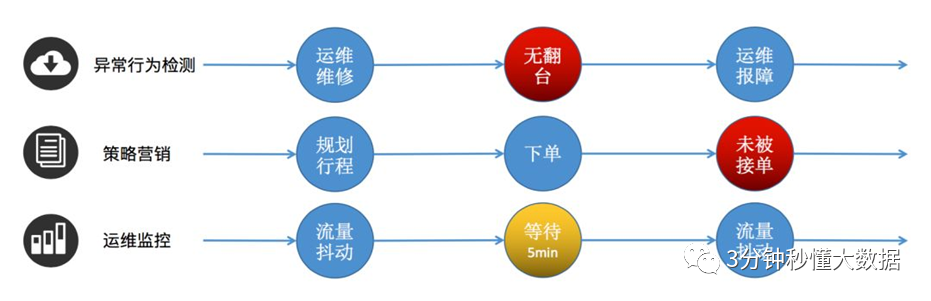 异常行为检测
运维
维修
无翻
台
运维
报障
策略营销
规划
行程
下单
未被
接单
运维监控
流量
抖动
等待
5min
流量
抖动
3分钟秒懂大数据